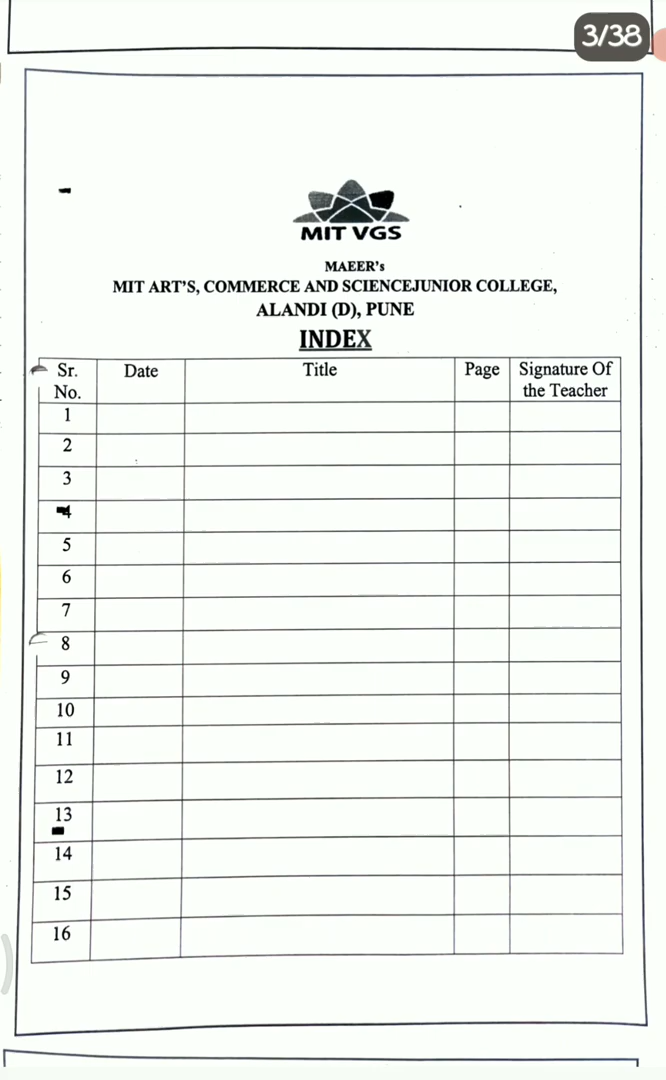 3/38
MIT VGS
MAEER's
MIT ART'S, COMMERCE AND SCIENCEJUNIOR COLLEGE,
ALANDI (D), PUNE
INDEX
Sr. No. Date Title Page Signature Of the Teacher
1
2
3
4
5
6
7
8
9
10
11
12
13
14
15
16